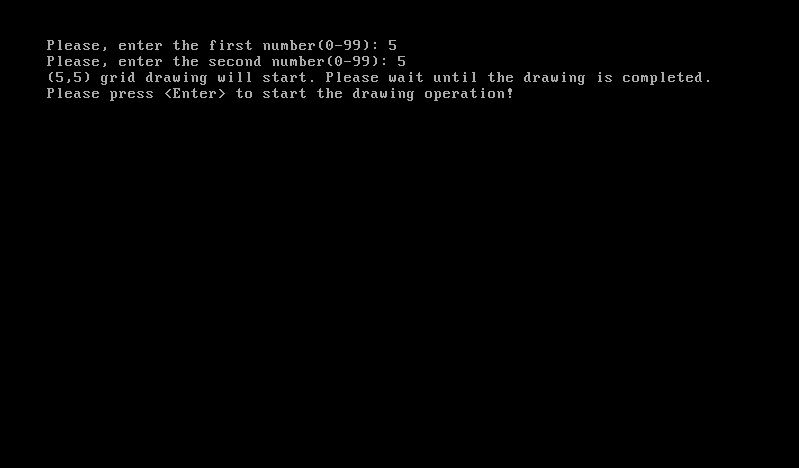 Please, enter the first number(0-99): 5
Please, enter the second number(0-99): 5
(5,5) grid drawing will start. Please wait until the drawing is completed.
Please press <Enter> to start the drawing operation!